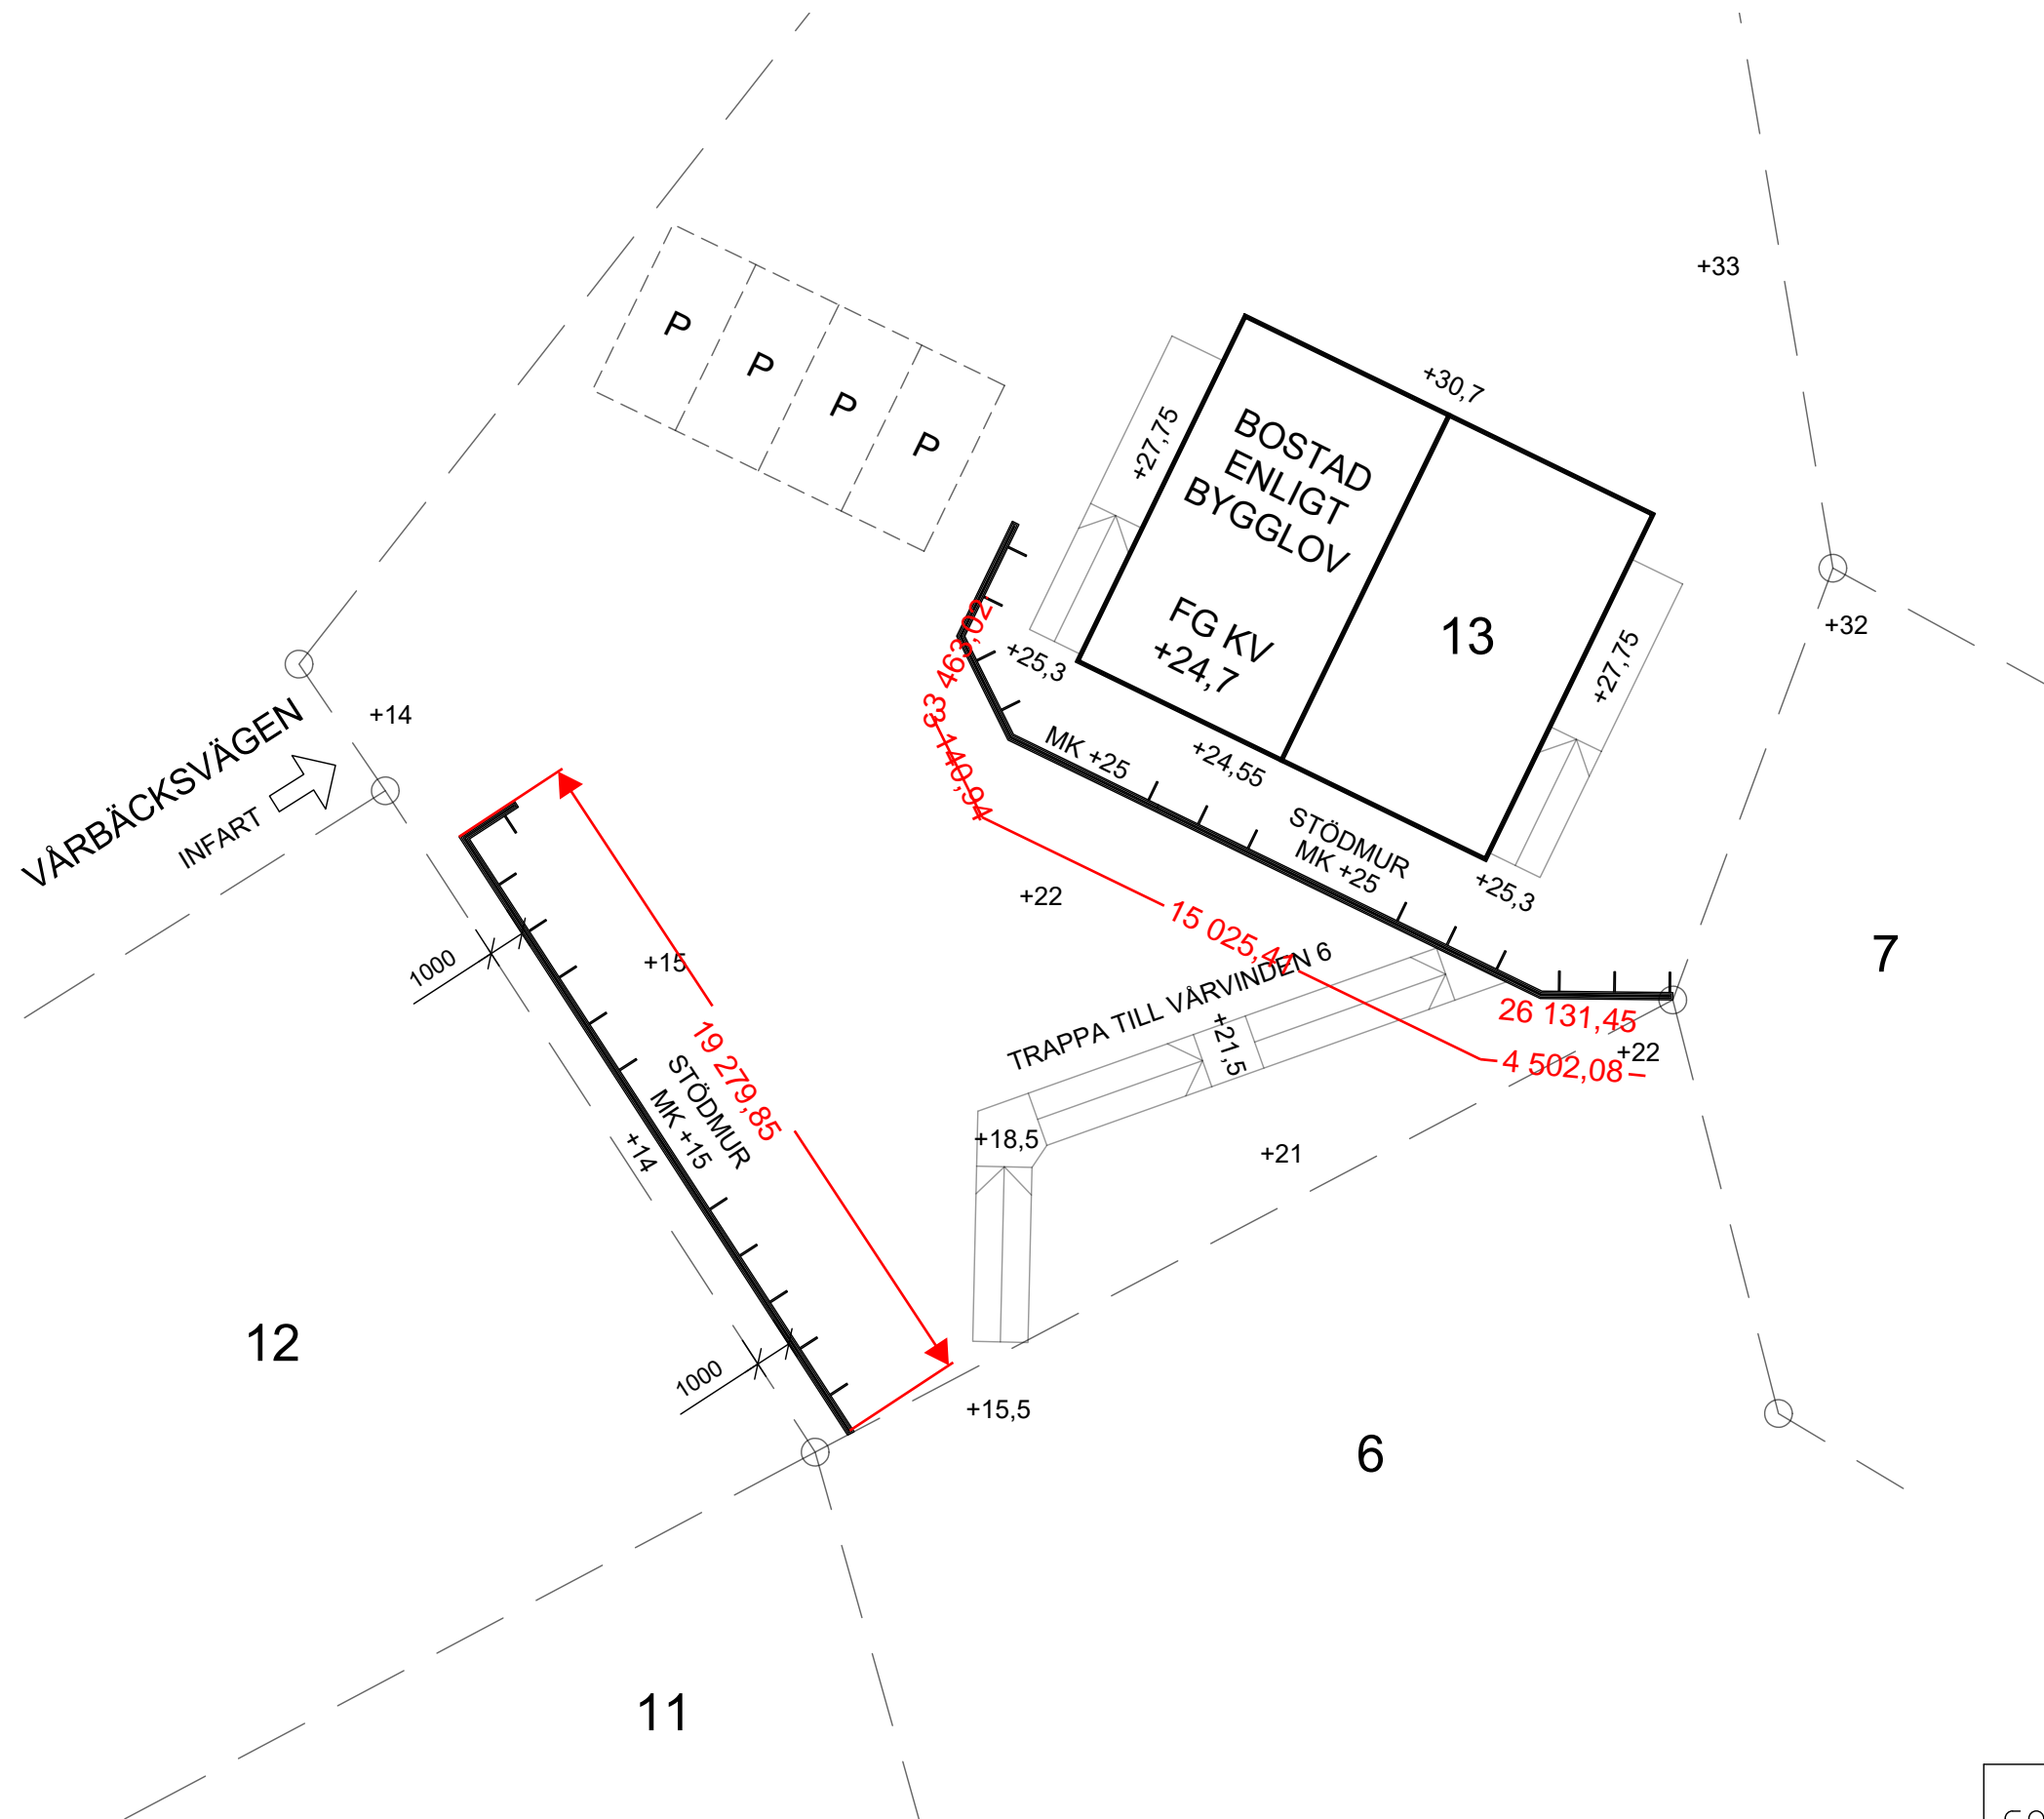 +33
P
P
P
P
+30,7
+27,75
BOSTAD
ENLIGT
BYGGLOV
FG KV
+24,7
13
+27,75
+32
+25,3
3 463,02
3 140,94
+14
VÅRBÄCKSVÄGEN
INFART
MK +25
+24,55
STÖDMUR
MK +25
+25,3
+22
15 025,47
7
1000
+15
TRAPPA TILL VÅRVINDEN 6
26 131,45
+21,5
4 502,08
+22
19 279,85
STÖDMUR
MK +15
+14
+18,5
+21
12
1000
+15,5
6
11